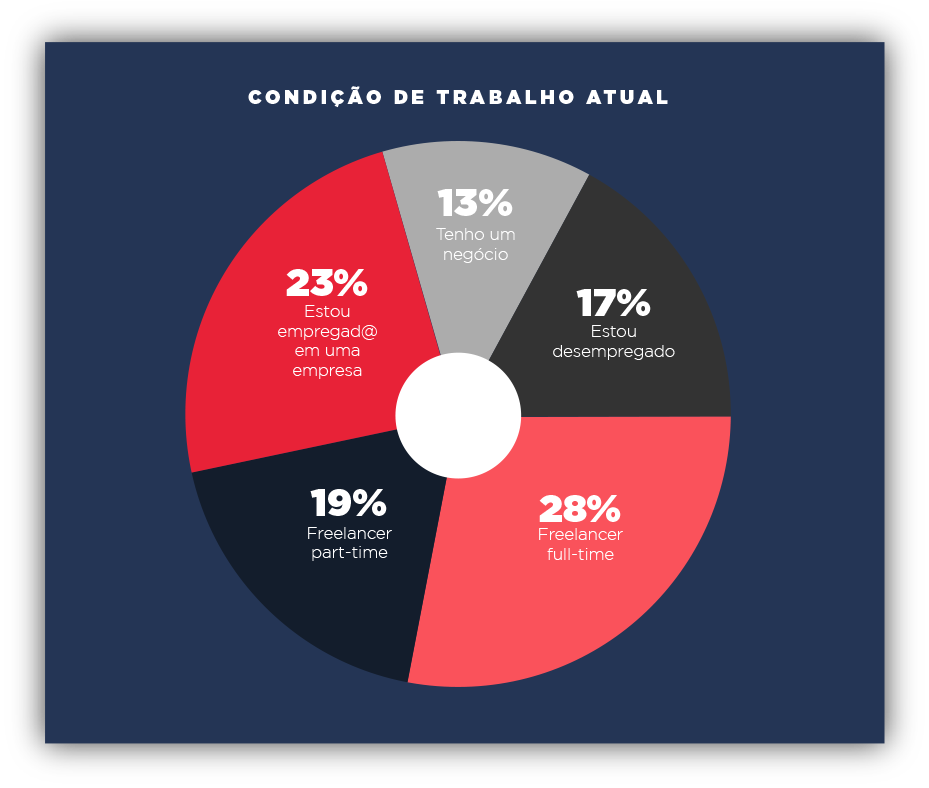 CONDIÇÃO DE TRABALHO ATUAL
13%
Tenho um
negócio
23%
Estou
empregad@
em uma
empresa
17%
Estou
desempregado
19%
Freelancer
part-time
28%
Freelancer
full-time